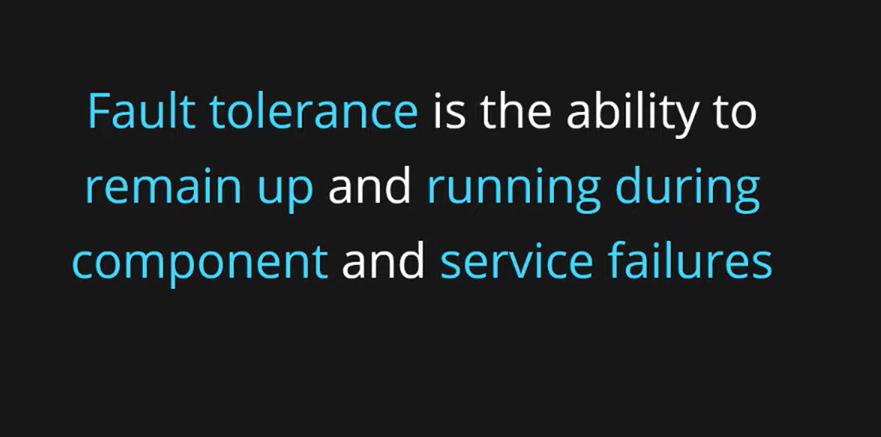 Fault tolerance is the ability to
remain up and running during
component and service failures